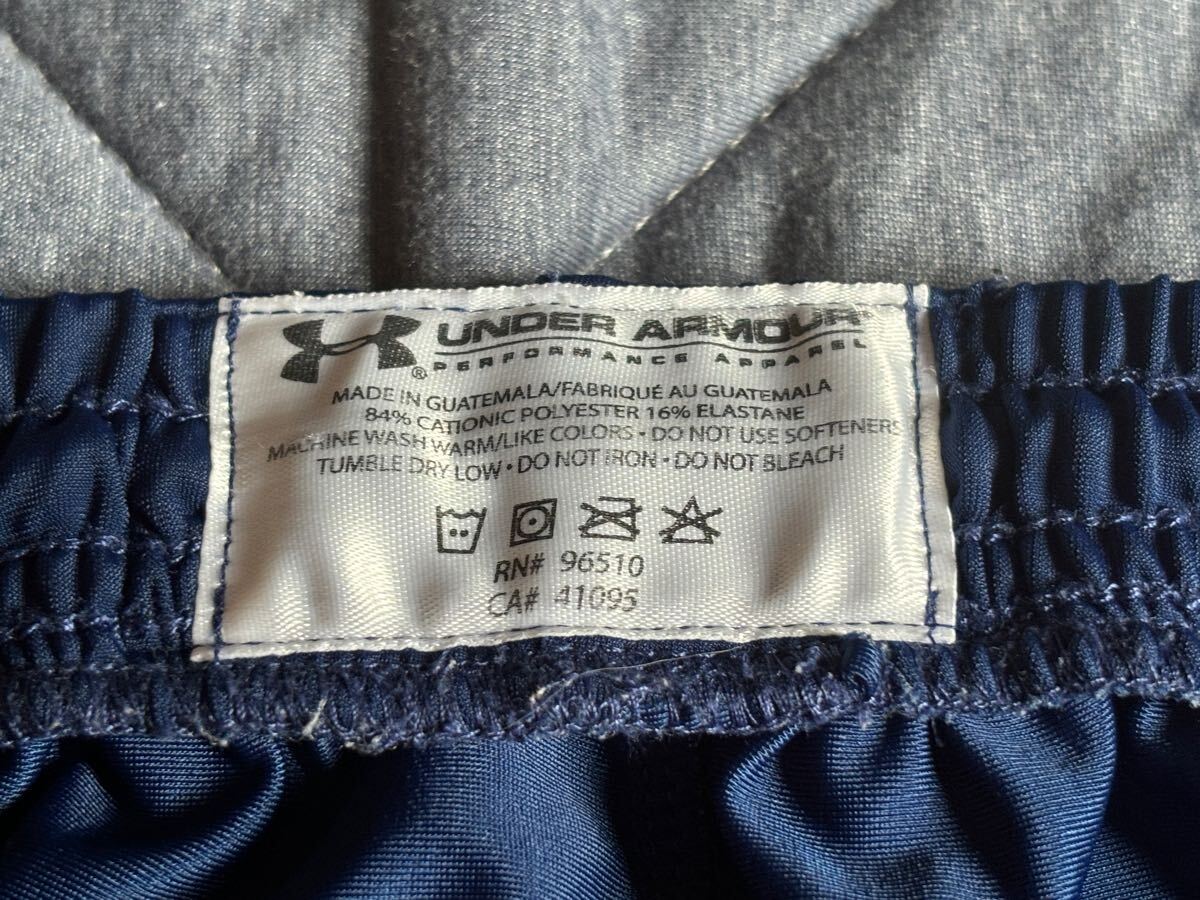 UNDER ARMOUR
® PERFORMANCE APPAREL
MADE IN GUATEMALA/FABRIQUÉ AU GUATEMALA
84% CATIONIC POLYESTER 16% ELASTANE
MACHINE WASH WARM/LIKE COLORS • DO NOT USE SOFTENERS
TUMBLE DRY LOW • DO NOT IRON • DO NOT BLEACH
RN# 96510
CA# 41095